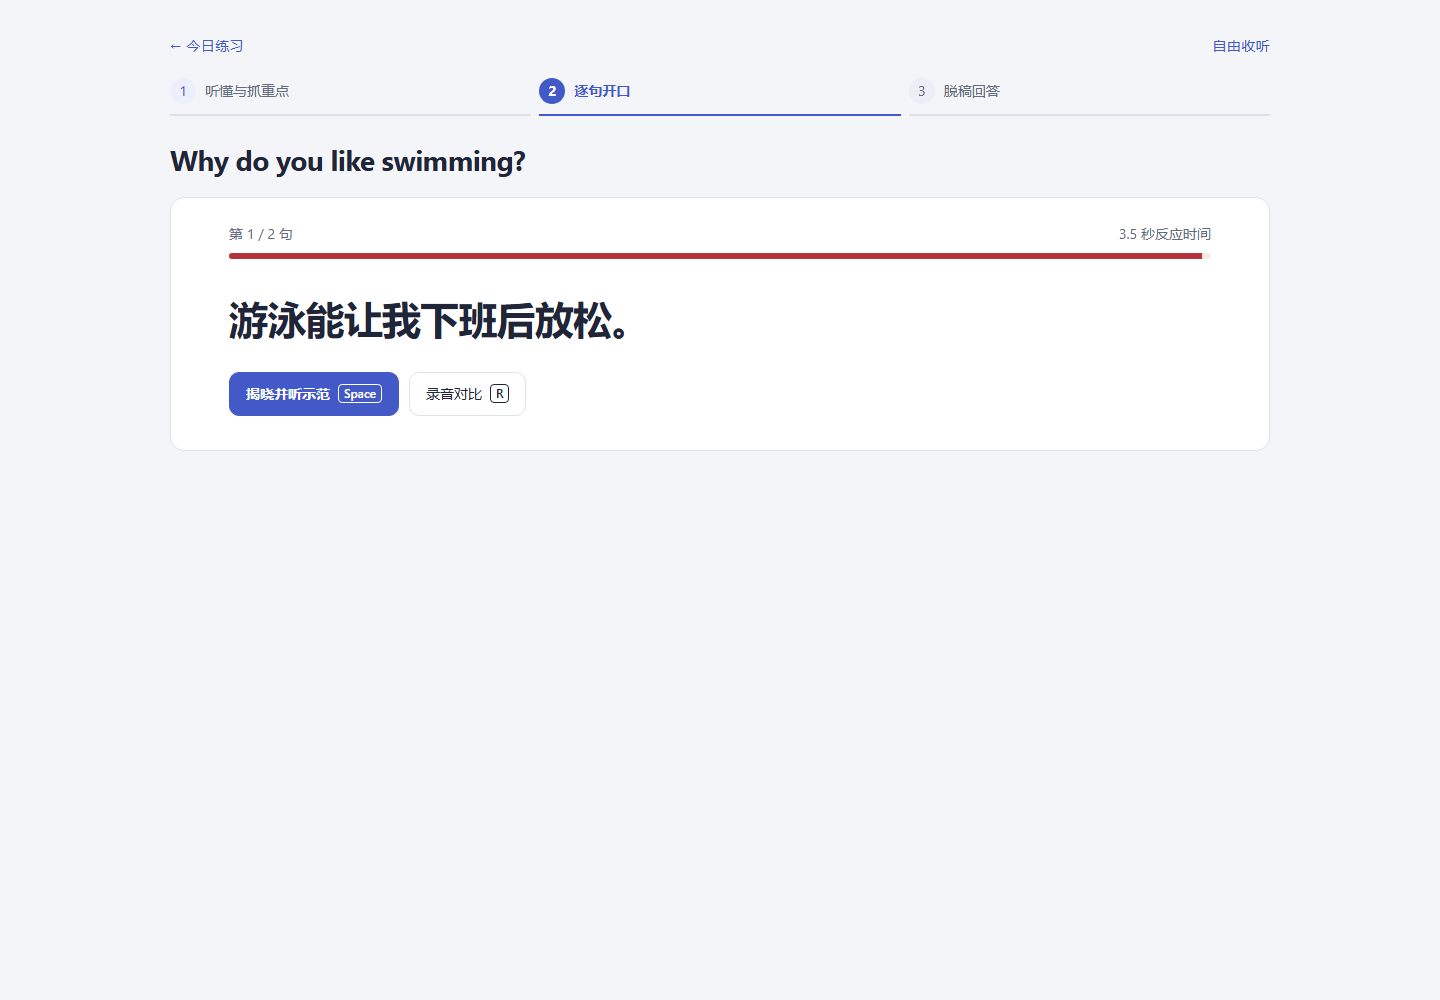 ← 今日练习
自由收听
1 听懂与抓重点
2 逐句开口
3 脱稿回答
Why do you like swimming?
第 1 / 2 句
3.5 秒反应时间
游泳能让我下班后放松。
揭晓并听示范 Space
录音对比 R